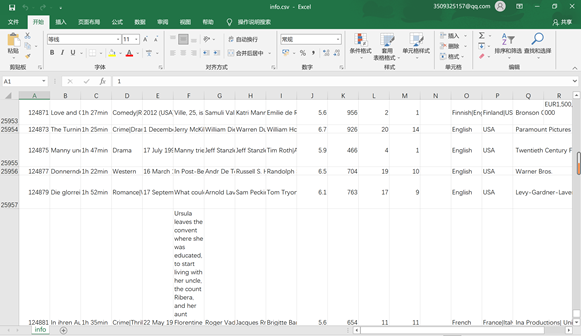 info.csv - Excel
3509325157@qq.com
文件 开始 插入 页面布局 公式 数据 审阅 视图 帮助 操作说明搜索 共享
粘贴 等线 11 自动换行 常规 条件格式 套用 表格格式 单元格样式 插入 删除 格式 排序和筛选 查找和选择
B I U 合并后居中 %
剪贴板 字体 对齐方式 数字 样式 单元格 编辑
A1 1
A B C D E F G H I J K L M N O P Q R
EUR1,500,
25953 124871 Love and C 1h 27min Comedy|R 2012 (USA Ville, 25, is Samuli Val Katri Mann Emilie de R 5.6 956 2 1 Finnish|En Finland|US Bronson C 000
25954 124873 The Turnin 1h 25min Crime|Dra 1 Decembe Jerry McKi William Die Warren Du William Ho 6.7 926 20 14 English USA Paramount Pictures
25955 124875 Manny un 1h 47min Drama 17 July 19 Manny trie Jeff Stanzk Jeff Stanzk Tim Roth|A 5.9 466 4 1 English USA Twentieth Century F
25956 124877 Donnernd 1h 22min Western 16 March In Post-Be Andr De T Russell S. H Randolph 6.5 704 19 10 English USA Warner Bros.
25957 124879 Die glorrei 1h 52min Romance|W 17 Septem What coul Arnold Lav Sam Pecki Tom Tryon 6.1 763 17 9 English USA Levy-Gardner-Lave
Ursula
leaves the
convent
where she
was
educated,
to start
living with
her uncle,
the count
Ribera,
and her
aunt
124881 In ihren Au 1h 35min Crime|Thri 22 May 19 Florentine Roger Vad Jacques R Brigitte Ba 5.6 654 11 11 French France|Ital Iéna Productions
info